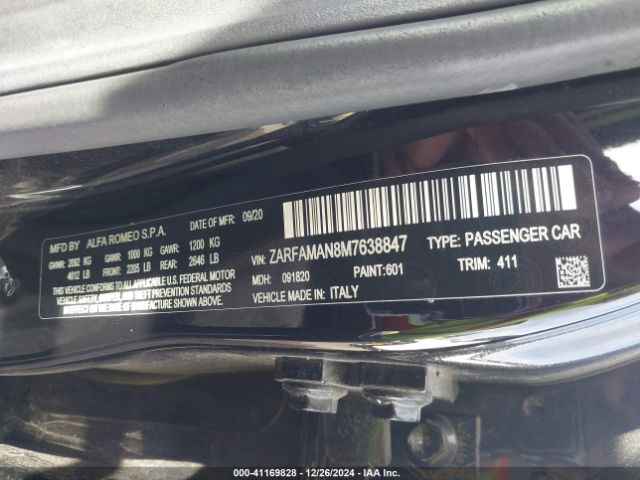 MFD BY ALFA ROMEO S.P.A. DATE OF MFR: 09/20
GVWR: 2092 KG GAWR: 1000 KG GAWR: 1200 KG
4612 LB FRONT: 2205 LB REAR: 2646 LB
THIS VEHICLE CONFORMS TO ALL APPLICABLE U.S. FEDERAL MOTOR
VEHICLE SAFETY, BUMPER, AND THEFT PREVENTION STANDARDS
IN EFFECT ON THE DATE OF MANUFACTURE SHOWN ABOVE.
VIN: ZARFAMAN8M7638847 TYPE: PASSENGER CAR
MDH: 091820 PAINT: 601 TRIM: 411
VEHICLE MADE IN: ITALY
000-41169828 - 12/26/2024 - IAAI.COM